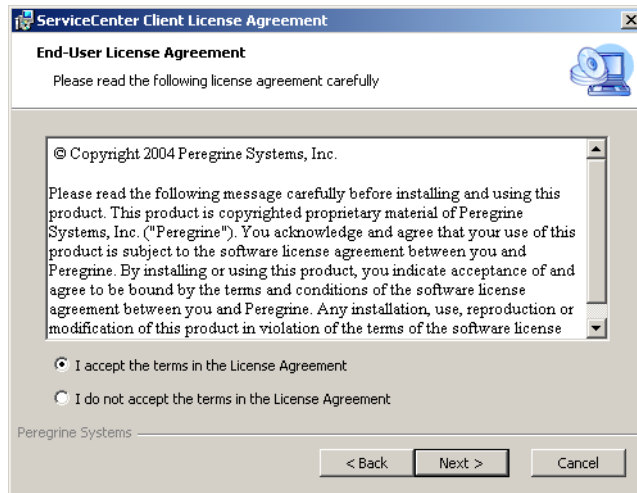 ServiceCenter Client License Agreement
End-User License Agreement
Please read the following license agreement carefully
© Copyright 2004 Peregrine Systems, Inc.
Please read the following message carefully before installing and using this
product. This product is copyrighted proprietary material of Peregrine
Systems, Inc. ("Peregrine"). You acknowledge and agree that your use of this
product is subject to the software license agreement between you and
Peregrine. By installing or using this product, you indicate acceptance of and
agree to be bound by the terms and conditions of the software license
agreement between you and Peregrine. Any installation, use, reproduction or
modification of this product in violation of the terms of the software license
I accept the terms in the License Agreement
I do not accept the terms in the License Agreement
Peregrine Systems
< Back Next > Cancel